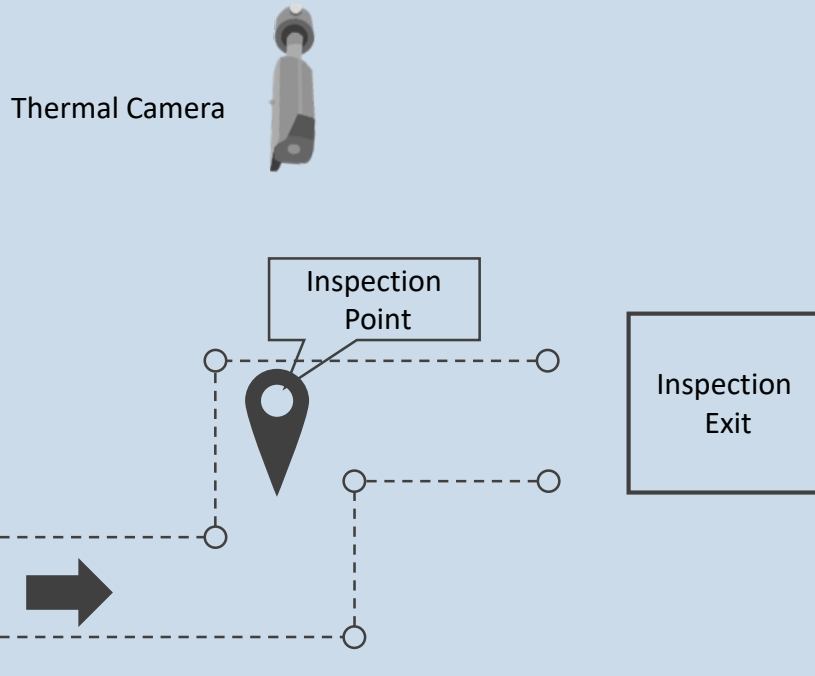 Thermal Camera
Inspection
Point
Inspection
Exit